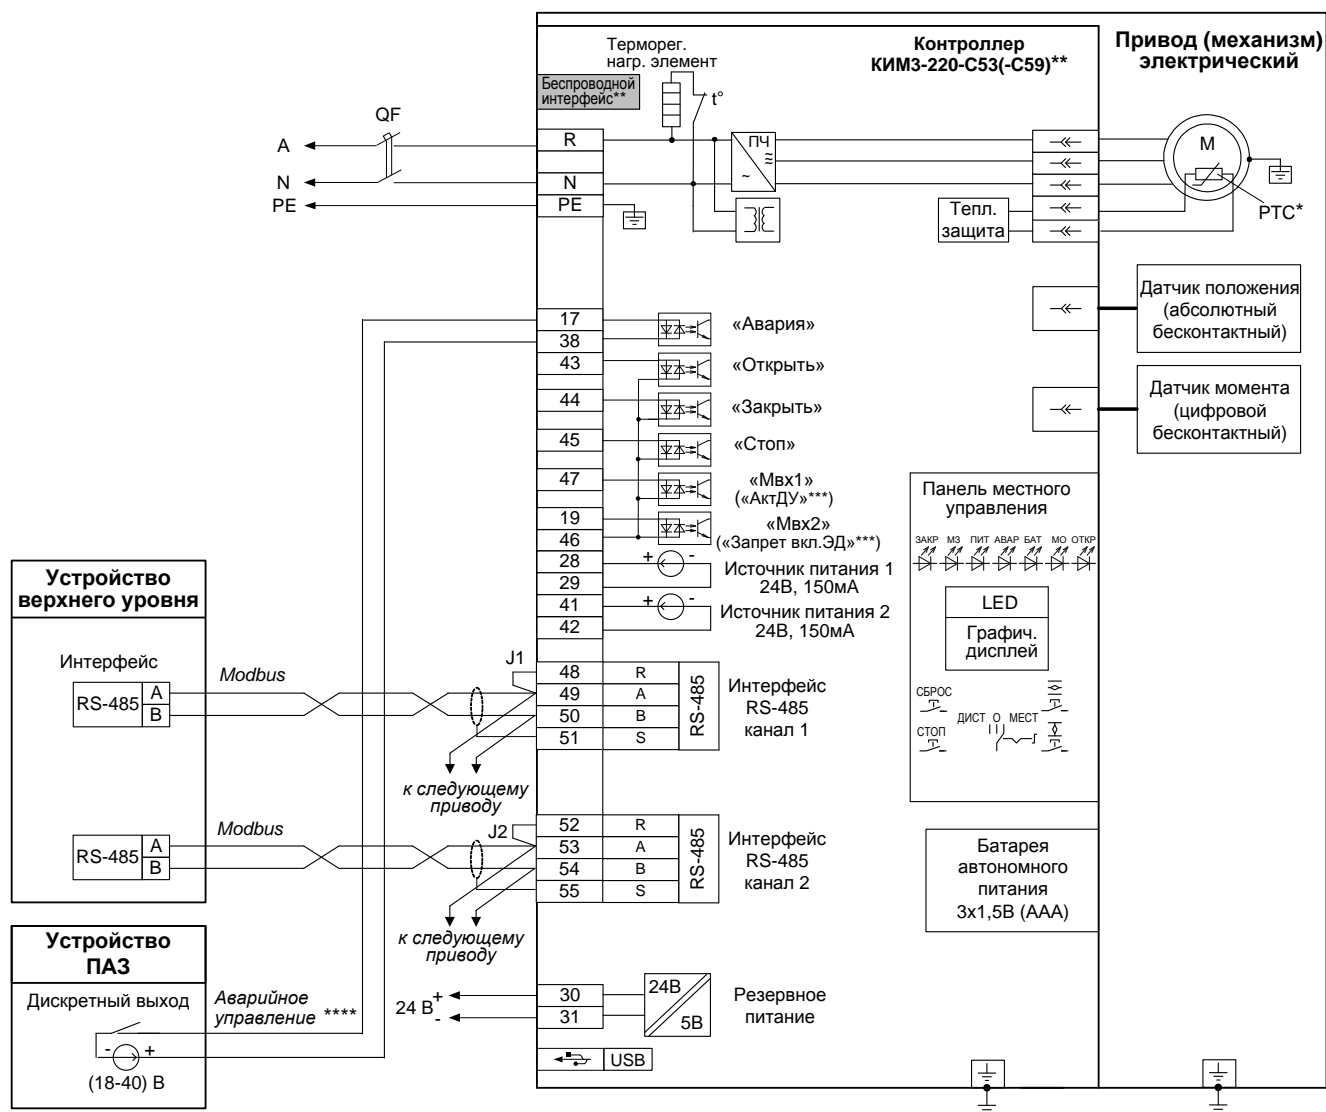 Терморег.
нагр. элемент
Контроллер
КИМ3-220-С53(-С59)**
Привод (механизм)
электрический
Беспроводной
интерфейс**
t°
QF
A
R
ПЧ
~
M
N
N
PE
PE
Тепл.
защита
PTC*
Датчик положения
(абсолютный
бесконтактный)
17
«Авария»
38
43
«Открыть»
44
«Закрыть»
Датчик момента
(цифровой
бесконтактный)
45
«Стоп»
47
«Мвх1»
(«АктДУ»***)
19
«Мвх2»
46
(«Запрет вкл.ЭД»***)
Панель местного
управления
ЗАКР МЗ ПИТ АВАР БАТ МО ОТКР
28
+ -
Источник питания 1
24В, 150мА
29
41
+ -
Источник питания 2
24В, 150мА
42
LED
Графич.
дисплей
СБРОС
СТОП
ДИСТ О МЕСТ
Устройство
верхнего уровня
Интерфейс
RS-485
A
B
Modbus
J1
48 R
49 A
50 B
51 S
RS-485
Интерфейс
RS-485
канал 1
к следующему
приводу
RS-485
A
B
Modbus
J2
52 R
53 A
54 B
55 S
RS-485
Интерфейс
RS-485
канал 2
к следующему
приводу
Батарея
автономного
питания
3x1,5В (ААА)
Устройство
ПАЗ
Дискретный выход
Аварийное
управление ****
- +
(18-40) В
24 В
+
-
30
31
24В
5В
Резервное
питание
USB